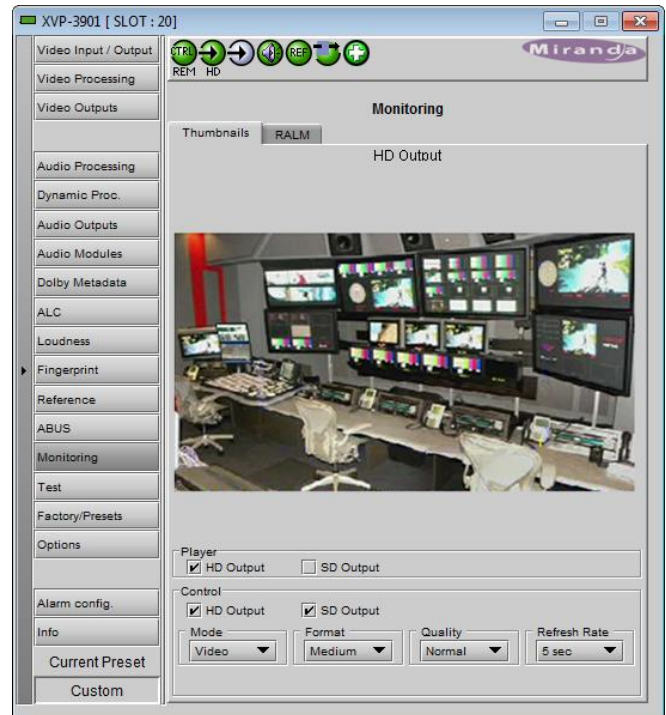 XVP-3901 [ SLOT : 20]
Video Input / Output
Video Processing
Video Outputs
Audio Processing
Dynamic Proc.
Audio Outputs
Audio Modules
Dolby Metadata
ALC
Loudness
Fingerprint
Reference
ABUS
Monitoring
Test
Factory/Presets
Options
Alarm config.
Info
Current Preset
Custom
CTRL
REF
REM HD
Miranda
Monitoring
Thumbnails RALM
HD Output
Player
HD Output SD Output
Control
HD Output SD Output
Mode Format Quality Refresh Rate
Video Medium Normal 5 sec